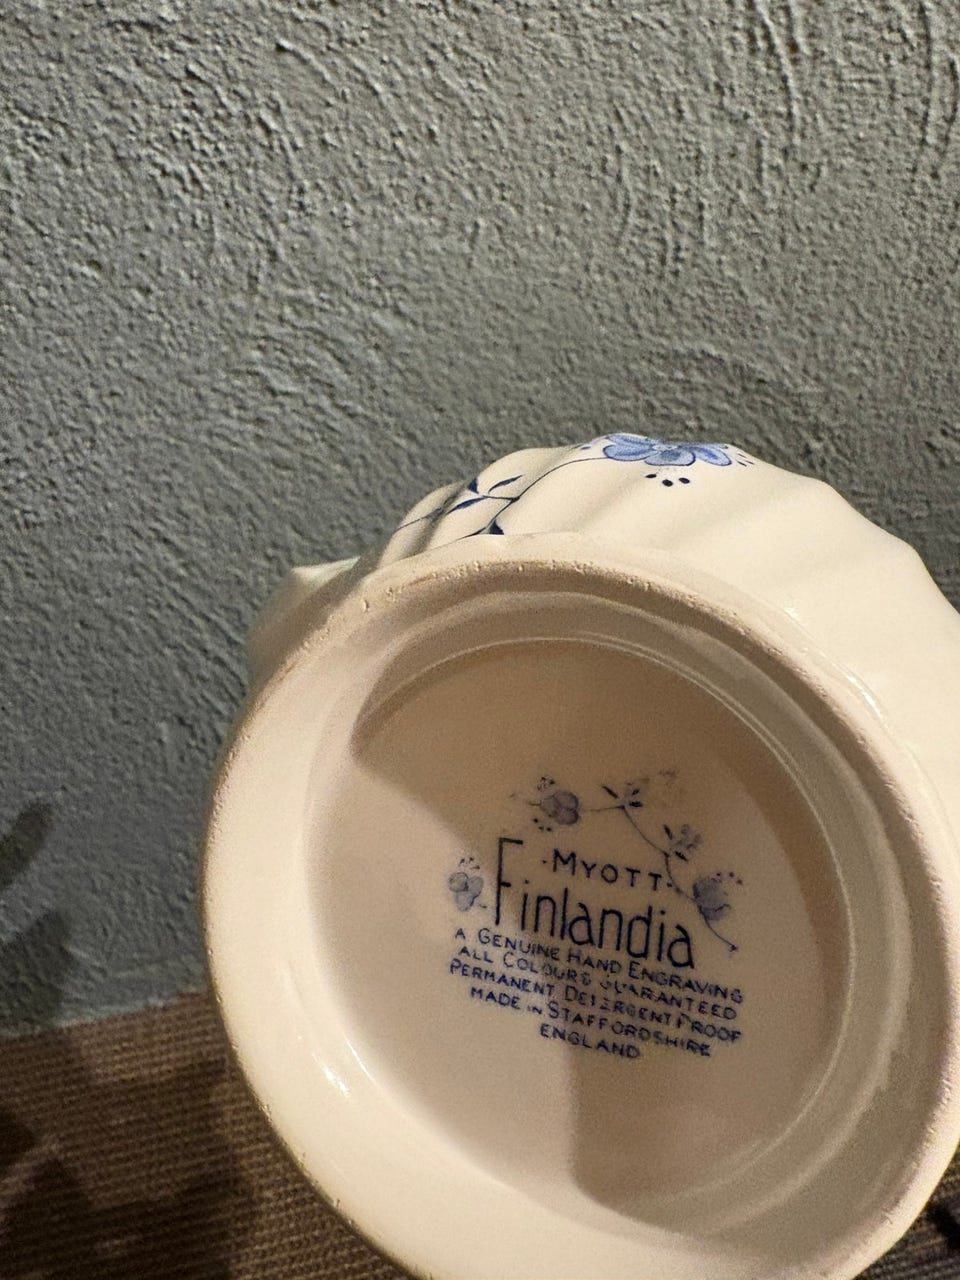 ·MYOTT·
Finlandia
A GENUINE HAND ENGRAVING
ALL COLOURS GUARANTEED
PERMANENT DETERGENT PROOF
MADE IN STAFFORDSHIRE
ENGLAND